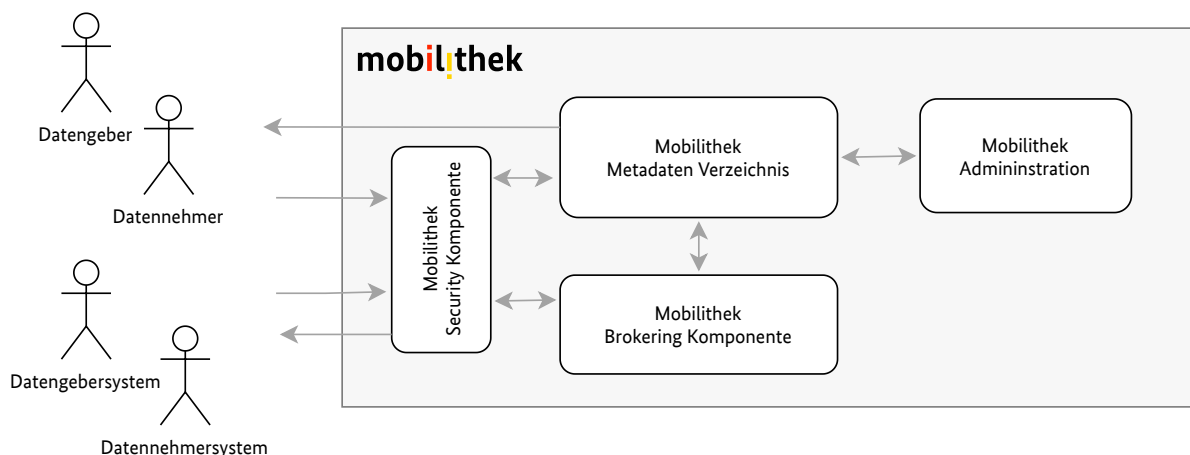 mobilithek
Datengeber
Datennehmer
Mobilithek
Metadaten Verzeichnis
Mobilithek
Admininstration
Mobilithek
Security Komponente
Mobilithek
Brokering Komponente
Datengebersystem
Datennehmersystem